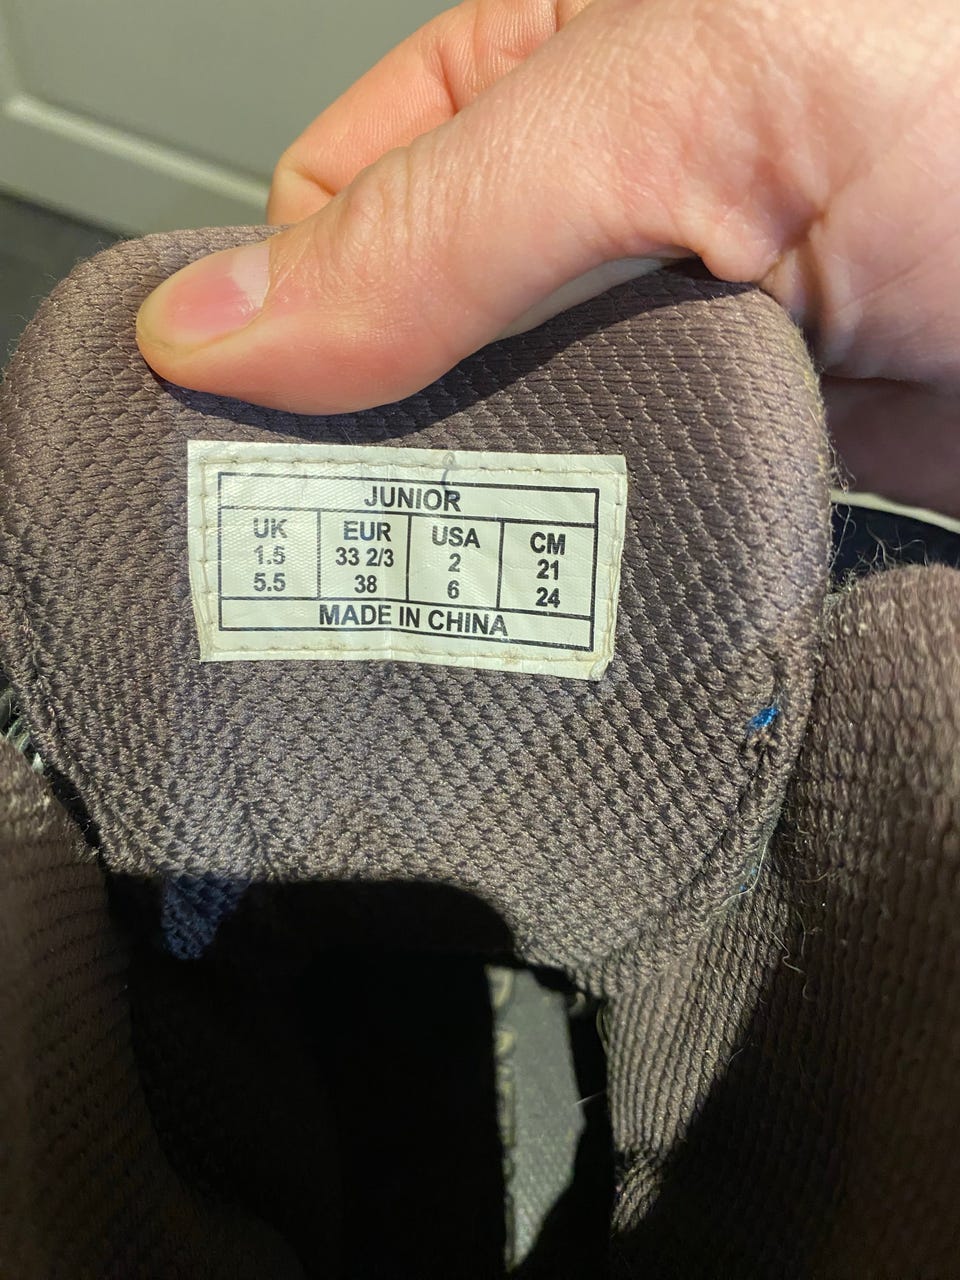 JUNIOR
UK EUR USA CM
1.5 33 2/3 2 21
5.5 38 6 24
MADE IN CHINA